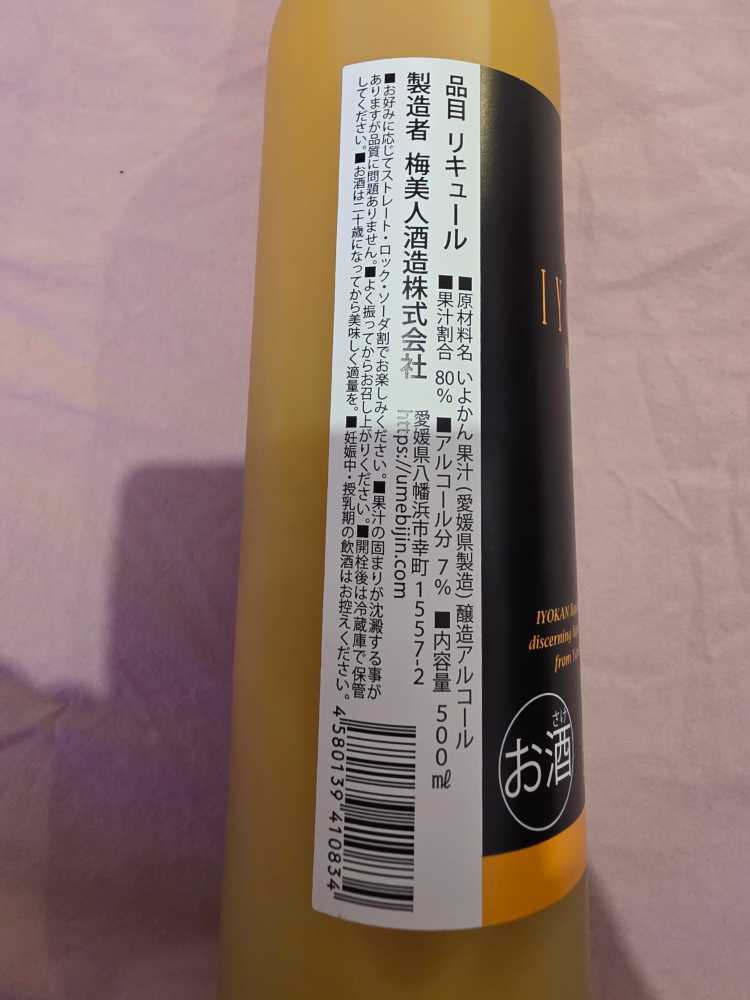 品目 リキュール
■原材料名 いよかん果汁(愛媛県製造) 醸造アルコール
■果汁割合 80% ■アルコール分 7% ■内容量 500㎖
製造者 梅美人酒造株式会社
愛媛県八幡浜市幸町1557-2
https://umebijin.com
■お好みに応じてストレート・ロック・ソーダ割でお楽しみください。■果汁の固まりが沈澱する事が
ありますが品質に問題ありません。■よく振ってからお召し上がりください。■開栓後は冷蔵庫で保管
してください。■お酒は二十歳になってから美味しく適量を。■妊娠中・授乳期の飲酒はお控えください。
4 580139 410834
IY
IYOKAN
discerning
from
さけ
お酒